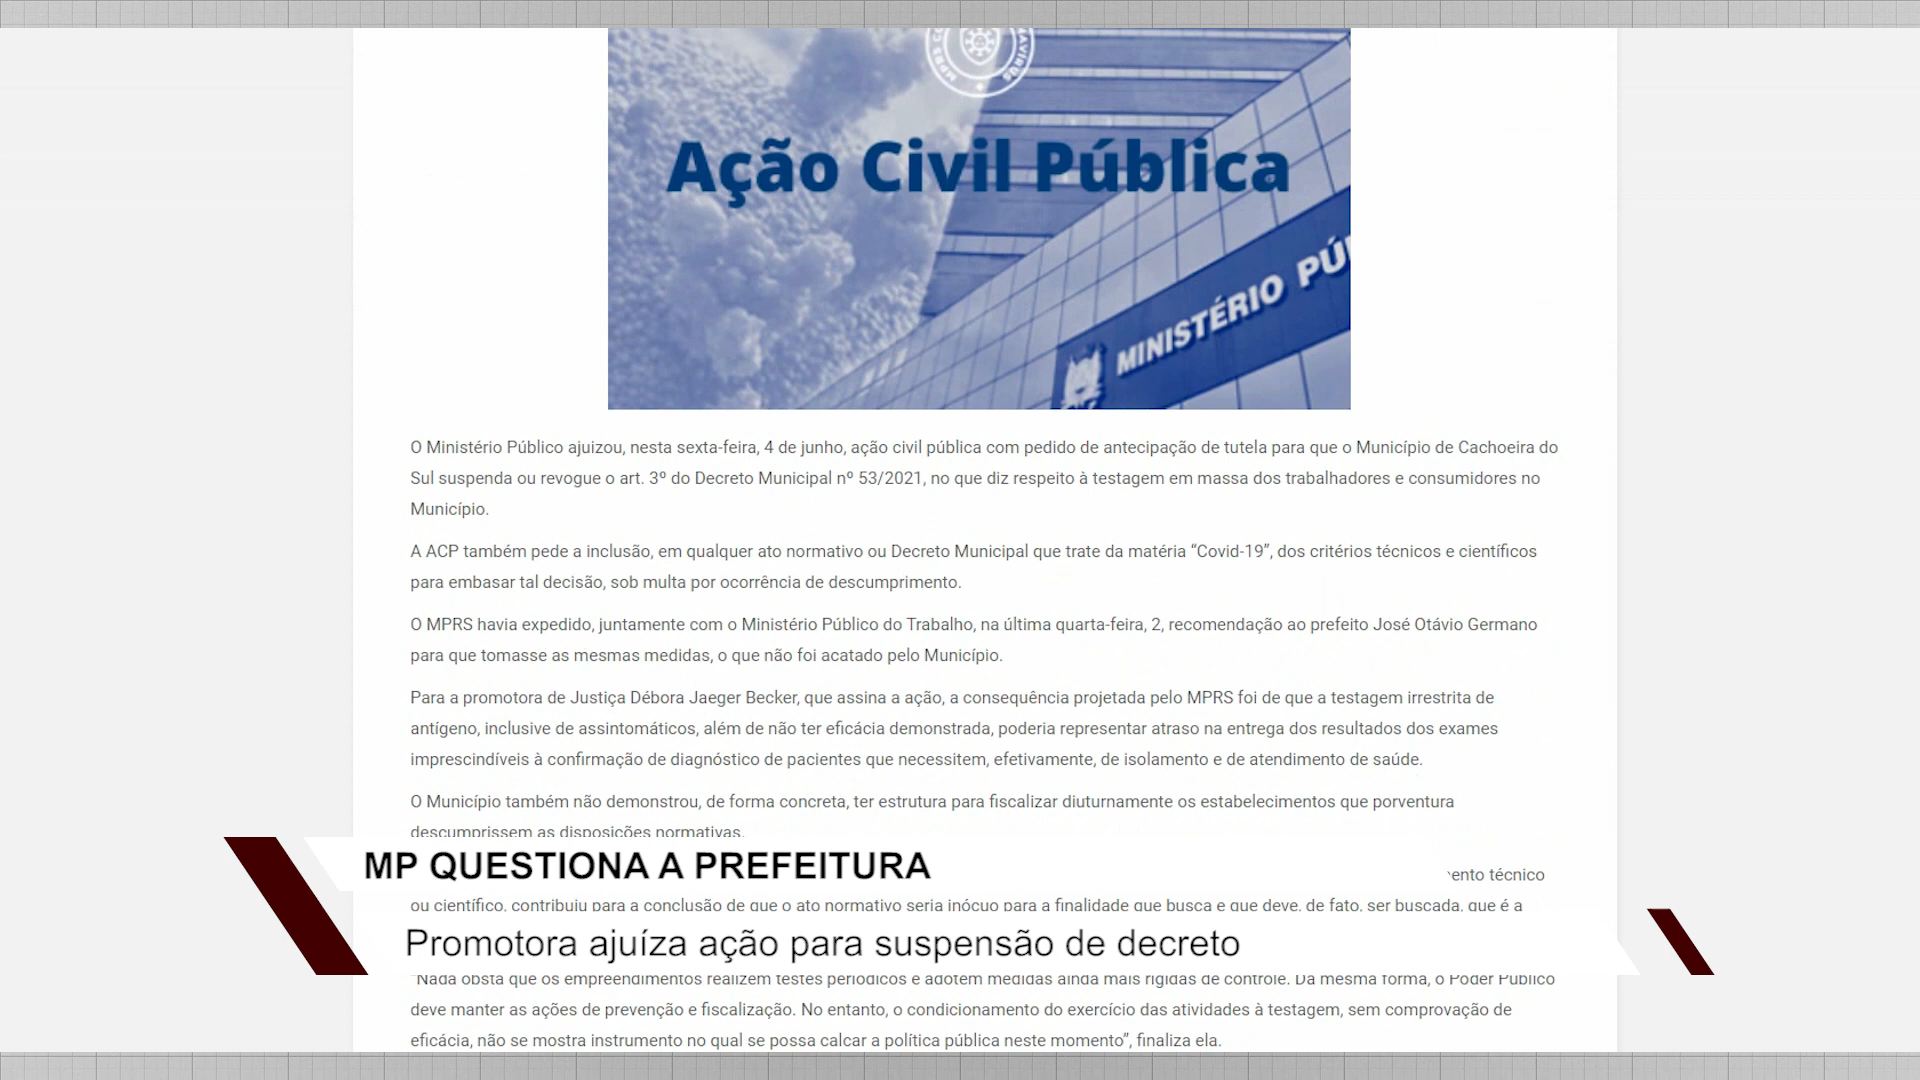 MPRS CO
AVÍRUS
Ação Civil Pública
MINISTÉRIO PÚ
O Ministério Público ajuizou, nesta sexta-feira, 4 de junho, ação civil pública com pedido de antecipação de tutela para que o Município de Cachoeira do
Sul suspenda ou revogue o art. 3º do Decreto Municipal nº 53/2021, no que diz respeito à testagem em massa dos trabalhadores e consumidores no
Município.
A ACP também pede a inclusão, em qualquer ato normativo ou Decreto Municipal que trate da matéria “Covid-19”, dos critérios técnicos e científicos
para embasar tal decisão, sob multa por ocorrência de descumprimento.
O MPRS havia expedido, juntamente com o Ministério Público do Trabalho, na última quarta-feira, 2, recomendação ao prefeito José Otávio Germano
para que tomasse as mesmas medidas, o que não foi acatado pelo Município.
Para a promotora de Justiça Débora Jaeger Becker, que assina a ação, a consequência projetada pelo MPRS foi de que a testagem irrestrita de
antígeno, inclusive de assintomáticos, além de não ter eficácia demonstrada, poderia representar atraso na entrega dos resultados dos exames
imprescindíveis à confirmação de diagnóstico de pacientes que necessitem, efetivamente, de isolamento e de atendimento de saúde.
O Município também não demonstrou, de forma concreta, ter estrutura para fiscalizar diuturnamente os estabelecimentos que porventura
descumprissem as disposições normativas.
MP QUESTIONA A PREFEITURA
ento técnico
ou científico, contribuiu para a conclusão de que o ato normativo seria inócuo para a finalidade que busca e que deve, de fato, ser buscada, que é a
Promotora ajuíza ação para suspensão de decreto
“Nada obsta que os empreendimentos realizem testes periódicos e adotem medidas ainda mais rígidas de controle. Da mesma forma, o Poder Público
deve manter as ações de prevenção e fiscalização. No entanto, o condicionamento do exercício das atividades à testagem, sem comprovação de
eficácia, não se mostra instrumento no qual se possa calcar a política pública neste momento”, finaliza ela.